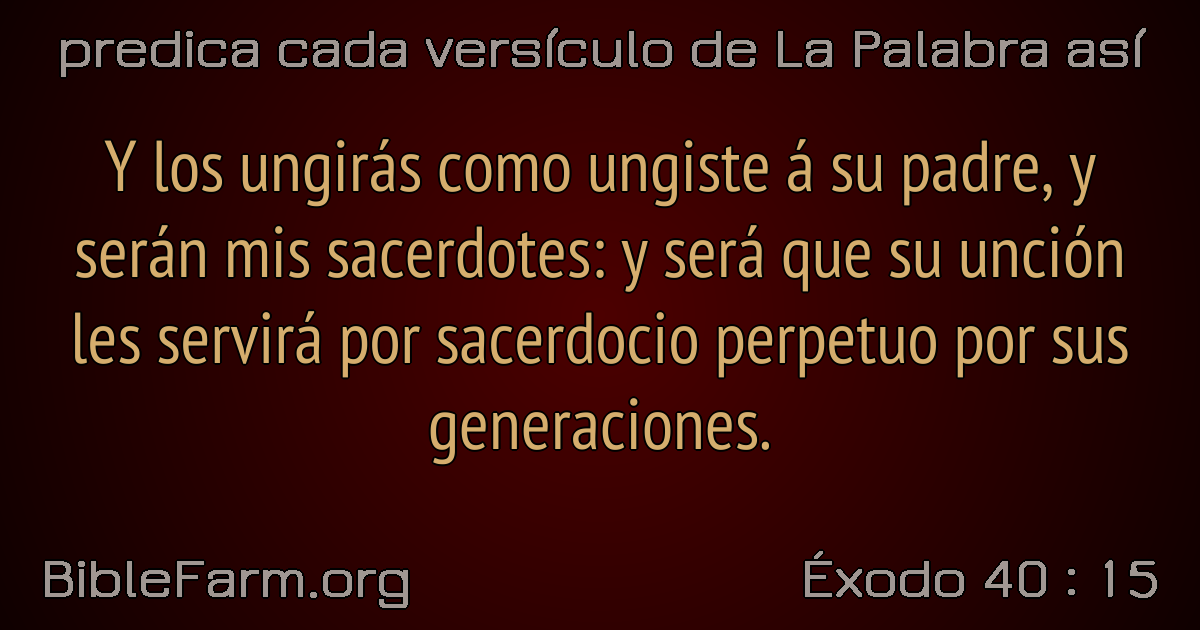 predica cada versículo de La Palabra así
Y los ungirás como ungiste á su padre, y
serán mis sacerdotes: y será que su unción
les servirá por sacerdocio perpetuo por sus
generaciones.
BibleFarm.org
Éxodo 40 : 15